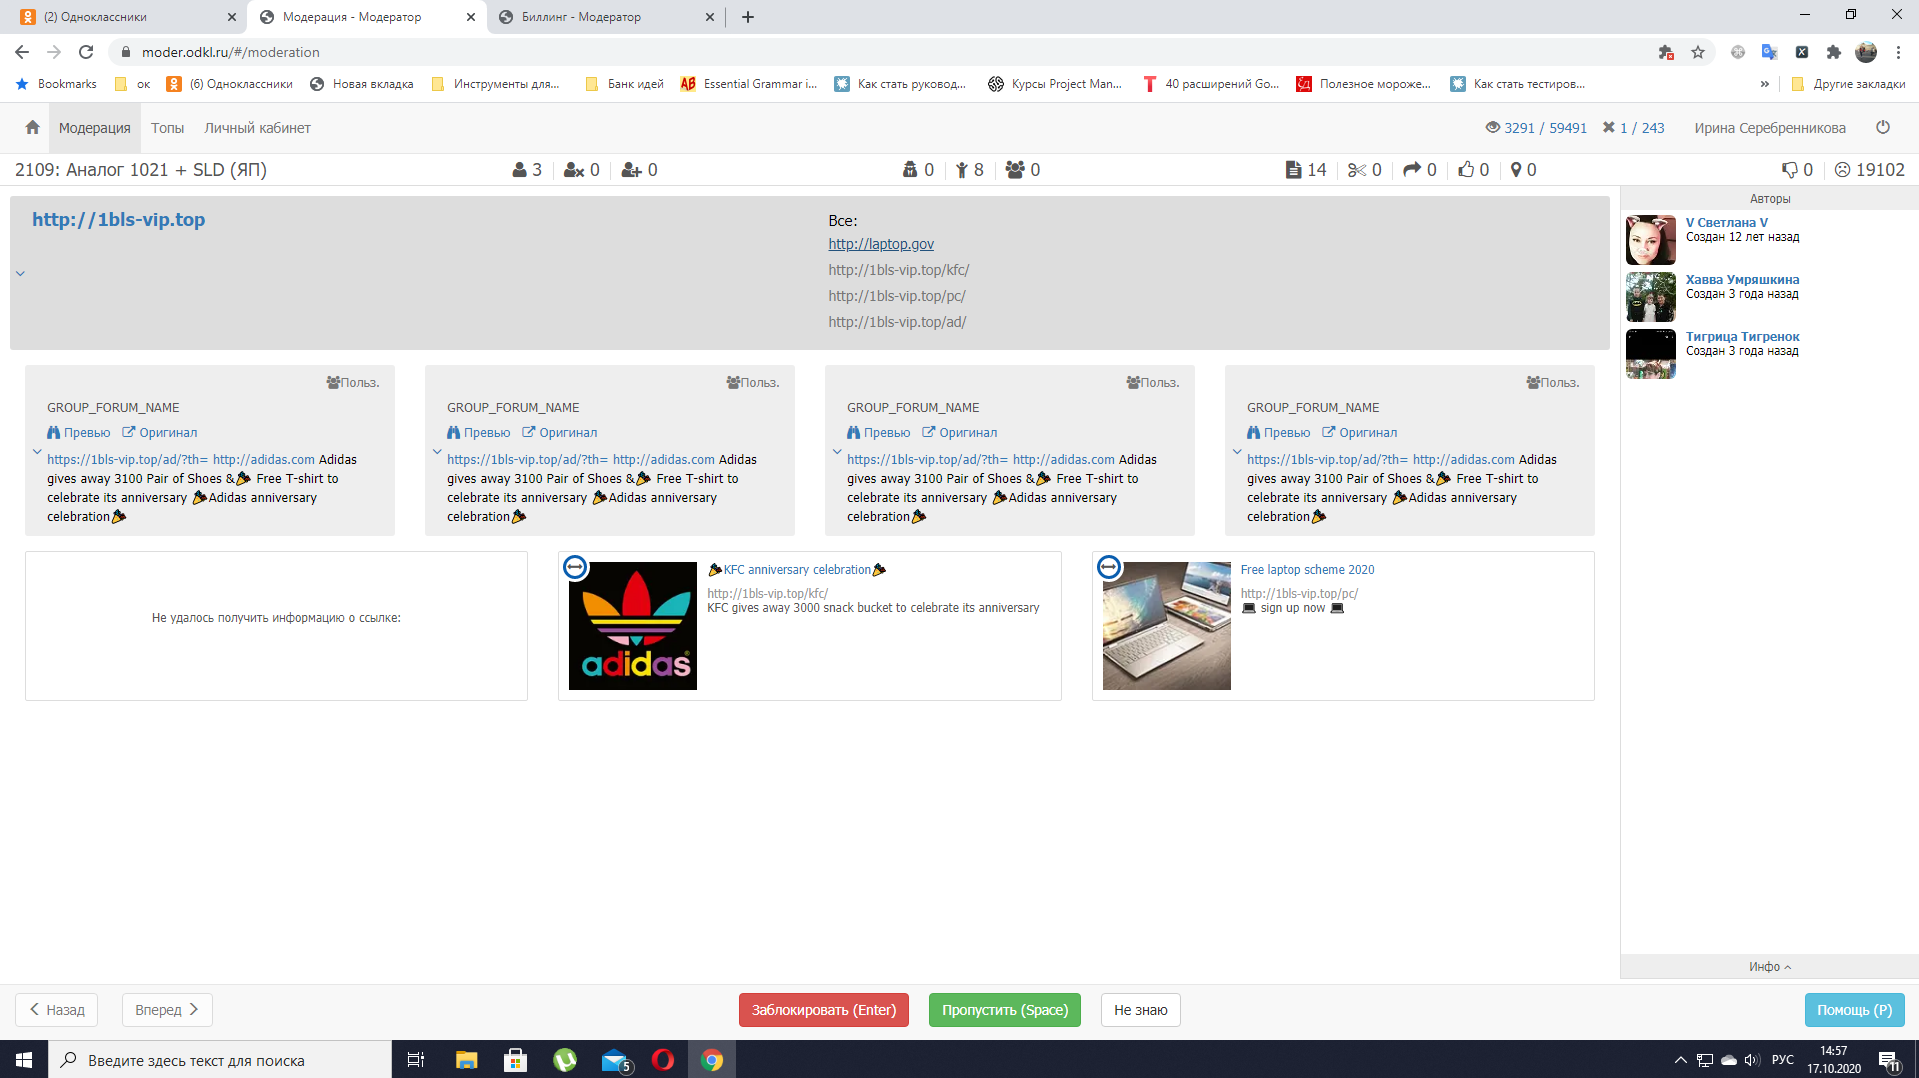 (2) Одноклассники
Модерация - Модератор
Биллинг - Модератор
moder.odkl.ru/#/moderation
Bookmarks
ок
(6) Одноклассники
Новая вкладка
Инструменты для...
Банк идей
Essential Grammar i...
Как стать руковод...
Курсы Project Man...
40 расширений Go...
Полезное мороже...
Как стать тестиров...
Другие закладки
Модерация
Топы
Личный кабинет
3291 / 59491
1 / 243
Ирина Серебренникова
2109: Аналог 1021 + SLD (ЯП)
3
0
0
0
8
0
14
0
0
0
0
0
19102
http://1bls-vip.top
Все:
http://laptop.gov
http://1bls-vip.top/kfc/
http://1bls-vip.top/pc/
http://1bls-vip.top/ad/
Авторы
V Светлана V
Создан 12 лет назад
Хавва Умряшкина
Создан 3 года назад
Тигрица Тигренок
Создан 3 года назад
Польз.
GROUP_FORUM_NAME
Превью Оригинал
https://1bls-vip.top/ad/?th= http://adidas.com Adidas
gives away 3100 Pair of Shoes &🎉 Free T-shirt to
celebrate its anniversary 🎉Adidas anniversary
celebration🎉
Польз.
GROUP_FORUM_NAME
Превью Оригинал
https://1bls-vip.top/ad/?th= http://adidas.com Adidas
gives away 3100 Pair of Shoes &🎉 Free T-shirt to
celebrate its anniversary 🎉Adidas anniversary
celebration🎉
Польз.
GROUP_FORUM_NAME
Превью Оригинал
https://1bls-vip.top/ad/?th= http://adidas.com Adidas
gives away 3100 Pair of Shoes &🎉 Free T-shirt to
celebrate its anniversary 🎉Adidas anniversary
celebration🎉
Польз.
GROUP_FORUM_NAME
Превью Оригинал
https://1bls-vip.top/ad/?th= http://adidas.com Adidas
gives away 3100 Pair of Shoes &🎉 Free T-shirt to
celebrate its anniversary 🎉Adidas anniversary
celebration🎉
Не удалось получить информацию о ссылке:
adidas
🎉KFC anniversary celebration🎉
http://1bls-vip.top/kfc/
KFC gives away 3000 snack bucket to celebrate its anniversary
Free laptop scheme 2020
http://1bls-vip.top/pc/
💻 sign up now 💻
Инфо
Назад
Вперед
Заблокировать (Enter)
Пропустить (Space)
Не знаю
Помощь (P)
Введите здесь текст для поиска
5
РУС
14:57
17.10.2020
11